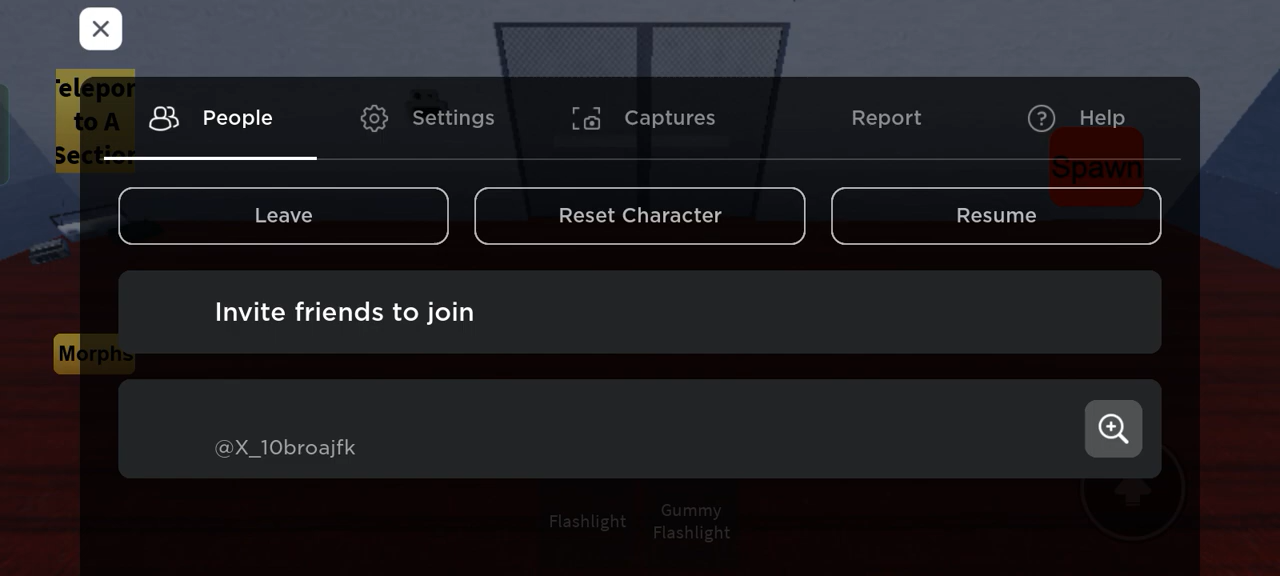 Telepor
to A
Section
People
Settings
Captures
Report
Help
Spawn
Leave
Reset Character
Resume
Invite friends to join
Morphs
@X_10broajfk
Flashlight
Gummy
Flashlight